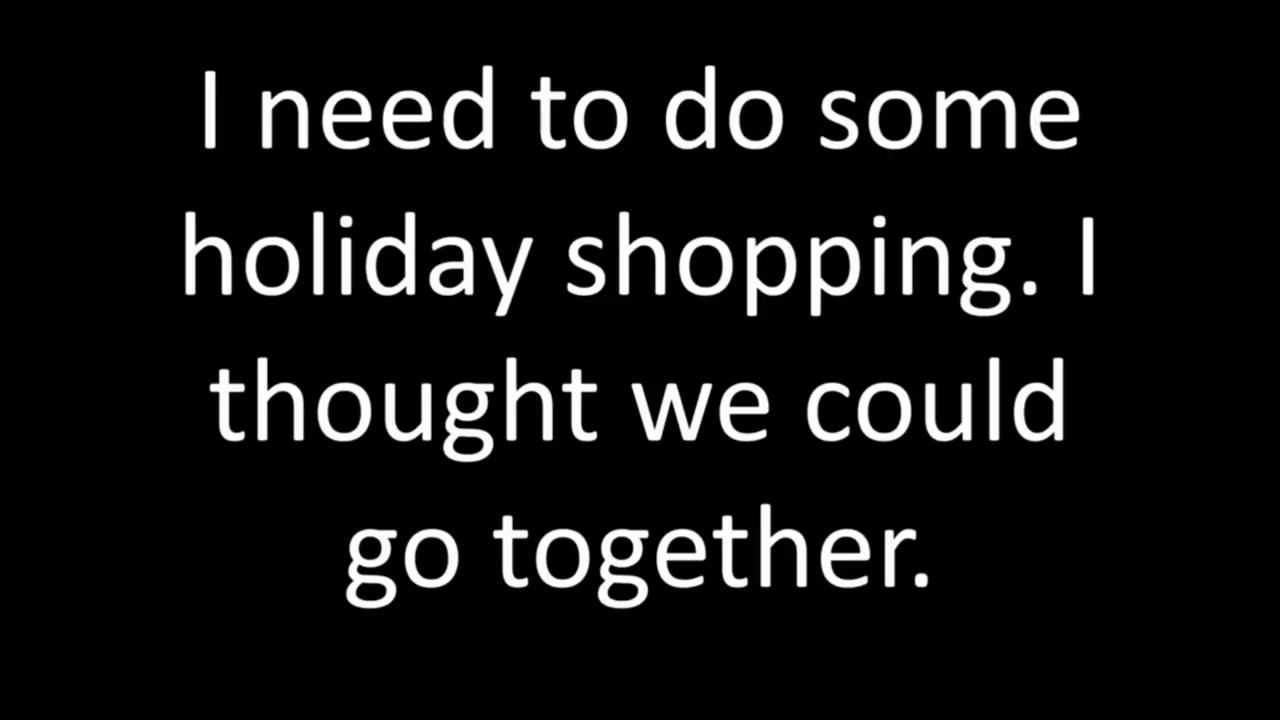 I need to do some
holiday shopping. I
thought we could
go together.